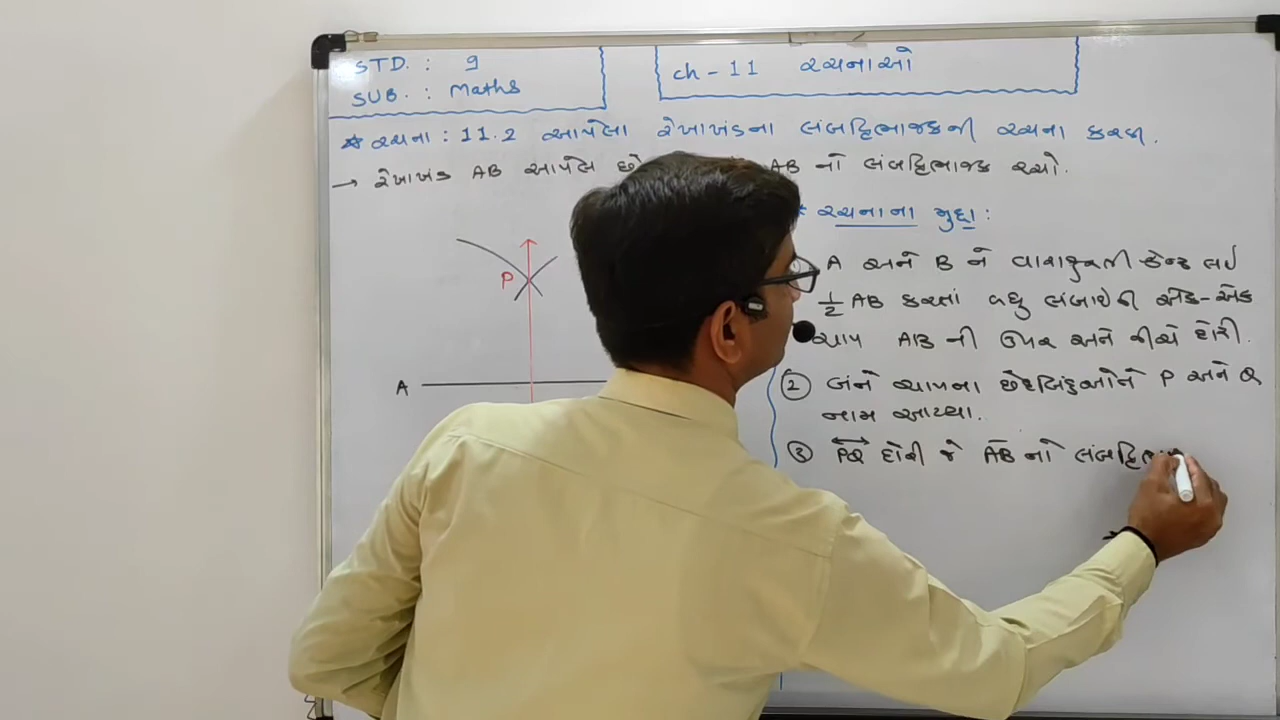 STD. : 9
SUB. : Maths
ch - 11 રચનાઓ
* રચના : 11.2 આપેલા રેખાખંડના લંબદ્વિભાજકની રચના કરવી.
→ રેખાખંડ AB આપેલ છે AB નો લંબદ્વિભાજક રચો.
* રચનાના મુદ્દા :
A અને B ને વારાફરતી કેન્દ્ર લઈ
1/2 AB કરતાં વધુ લંબાઈની એક-એક
ચાપ AB ની ઉપર અને નીચે દોરી.
② બંને ચાપના છેદબિંદુઓને P અને Q
નામ આપ્યા.
③ PQ દોરી જે AB નો લંબદ્વિભાજ
P
A